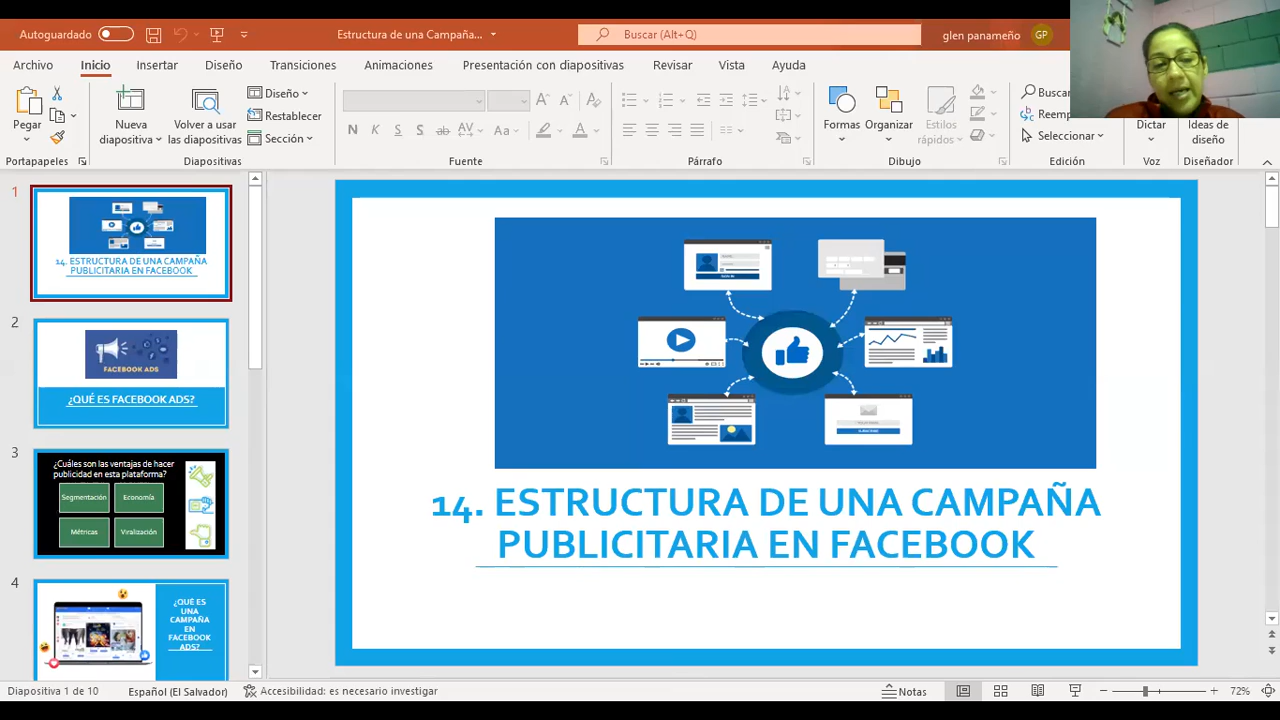 Autoguardado
Estructura de una Campaña...
Buscar (Alt+Q)
glen panameño
GP
Archivo
Inicio
Insertar
Diseño
Transiciones
Animaciones
Presentación con diapositivas
Revisar
Vista
Ayuda
Pegar
Nueva
diapositiva
Volver a usar
las diapositivas
Diseño
Restablecer
Sección
Formas
Organizar
Estilos
rápidos
Buscar
Reemp
Seleccionar
Dictar
Ideas de
diseño
Portapapeles
Diapositivas
Fuente
Párrafo
Dibujo
Edición
Voz
Diseñador
1
14. ESTRUCTURA DE UNA CAMPAÑA
PUBLICITARIA EN FACEBOOK
2
FACEBOOK ADS
¿QUÉ ES FACEBOOK ADS?
3
¿Cuáles son las ventajas de hacer
publicidad en esta plataforma?
Segmentación
Economía
Métricas
Viralización
4
¿QUÉ ES
UNA
CAMPAÑA
EN
FACEBOOK
ADS?
14. ESTRUCTURA DE UNA CAMPAÑA
PUBLICITARIA EN FACEBOOK
Diapositiva 1 de 10
Español (El Salvador)
Accesibilidad: es necesario investigar
Notas
72%